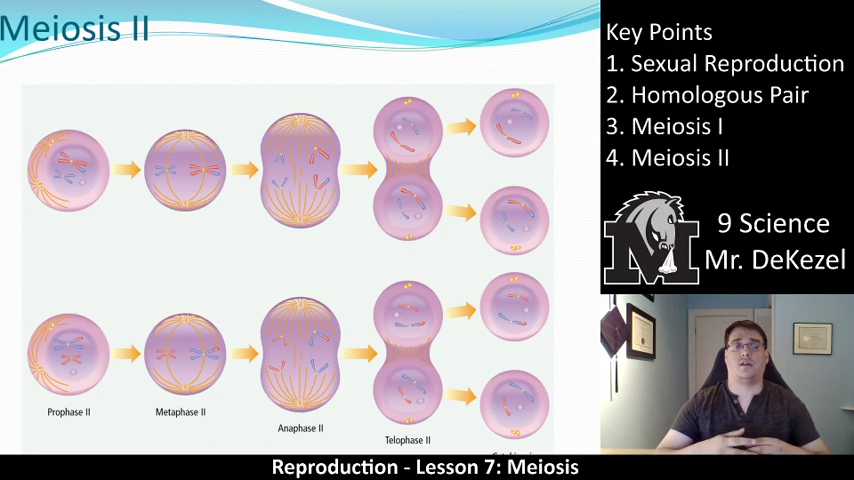 Meiosis II
Key Points
1. Sexual Reproduction
2. Homologous Pair
3. Meiosis I
4. Meiosis II
9 Science
Mr. DeKezel
Prophase II
Metaphase II
Anaphase II
Telophase II
Reproduction - Lesson 7: Meiosis